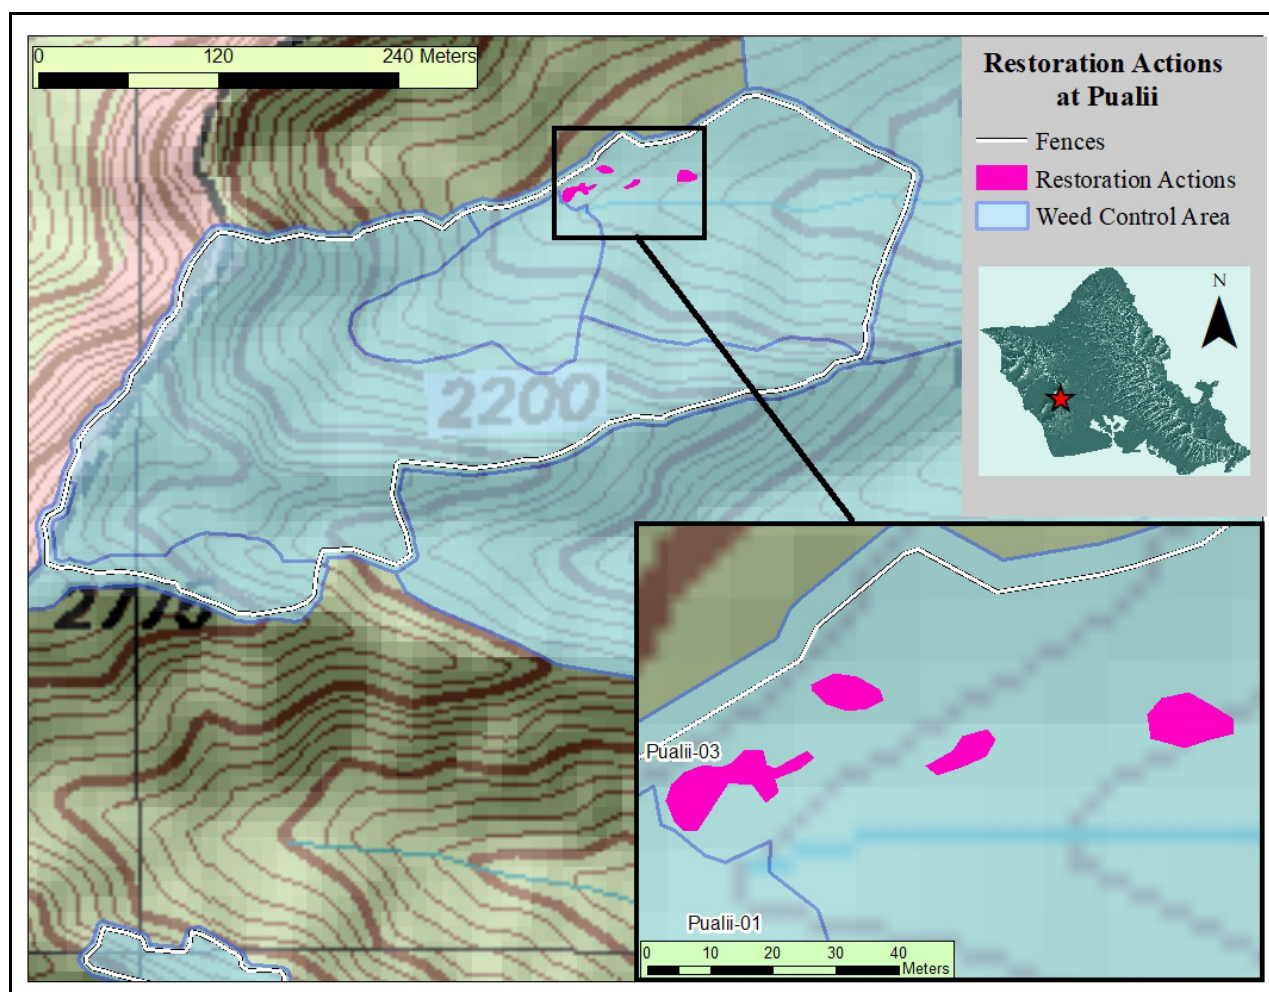 0 120 240 Meters
Restoration Actions
at Pualii
Fences
Restoration Actions
Weed Control Area
N
2200
Pualii-03
Pualii-01
0 10 20 30 40
Meters